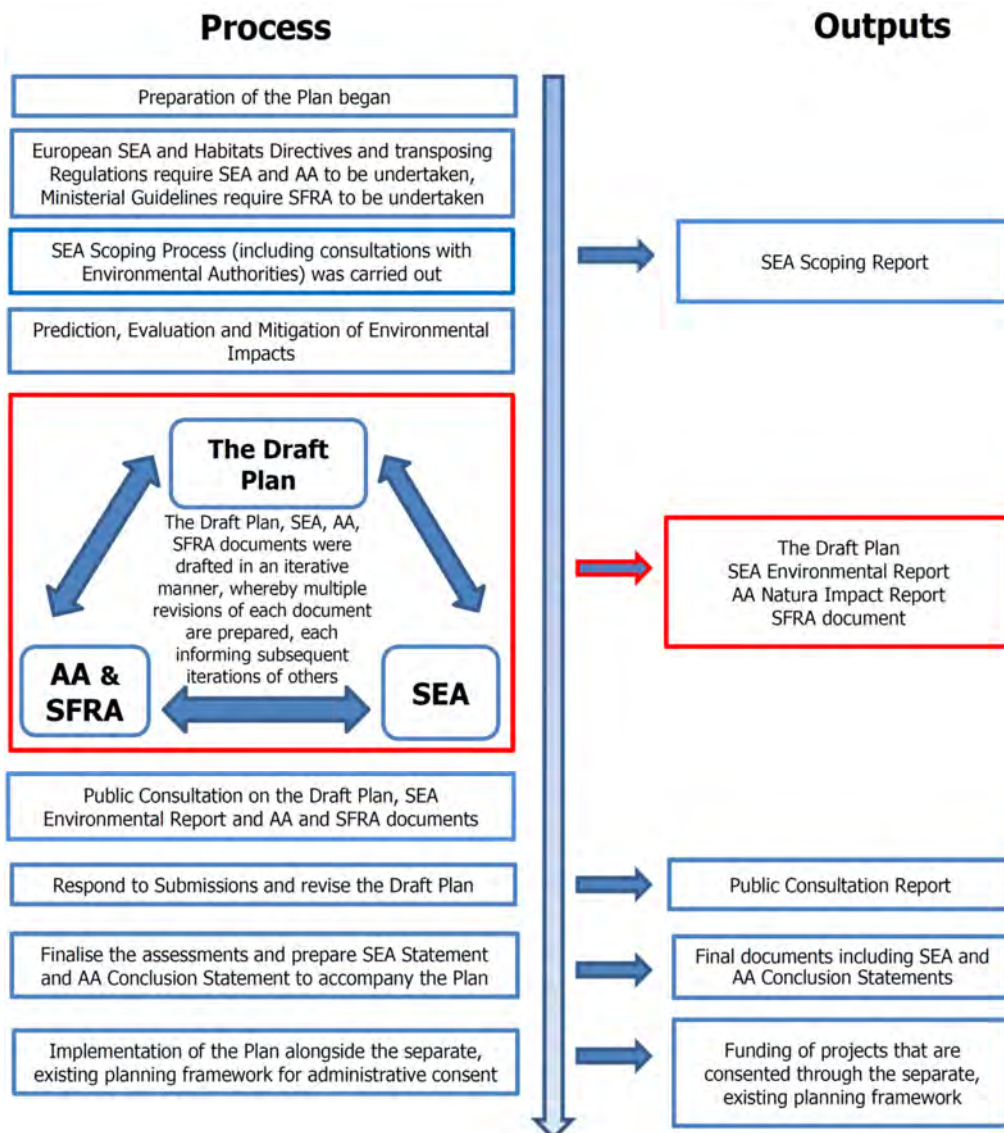 Process
Outputs
Preparation of the Plan began
European SEA and Habitats Directives and transposing
Regulations require SEA and AA to be undertaken,
Ministerial Guidelines require SFRA to be undertaken
SEA Scoping Process (including consultations with
Environmental Authorities) was carried out
SEA Scoping Report
Prediction, Evaluation and Mitigation of Environmental
Impacts
The Draft
Plan
The Draft Plan, SEA, AA,
SFRA documents were
drafted in an iterative
manner, whereby multiple
revisions of each document
are prepared, each
informing subsequent
iterations of others
AA &
SFRA
SEA
The Draft Plan
SEA Environmental Report
AA Natura Impact Report
SFRA document
Public Consultation on the Draft Plan, SEA
Environmental Report and AA and SFRA documents
Respond to Submissions and revise the Draft Plan
Public Consultation Report
Finalise the assessments and prepare SEA Statement
and AA Conclusion Statement to accompany the Plan
Final documents including SEA and
AA Conclusion Statements
Implementation of the Plan alongside the separate,
existing planning framework for administrative consent
Funding of projects that are
consented through the separate,
existing planning framework